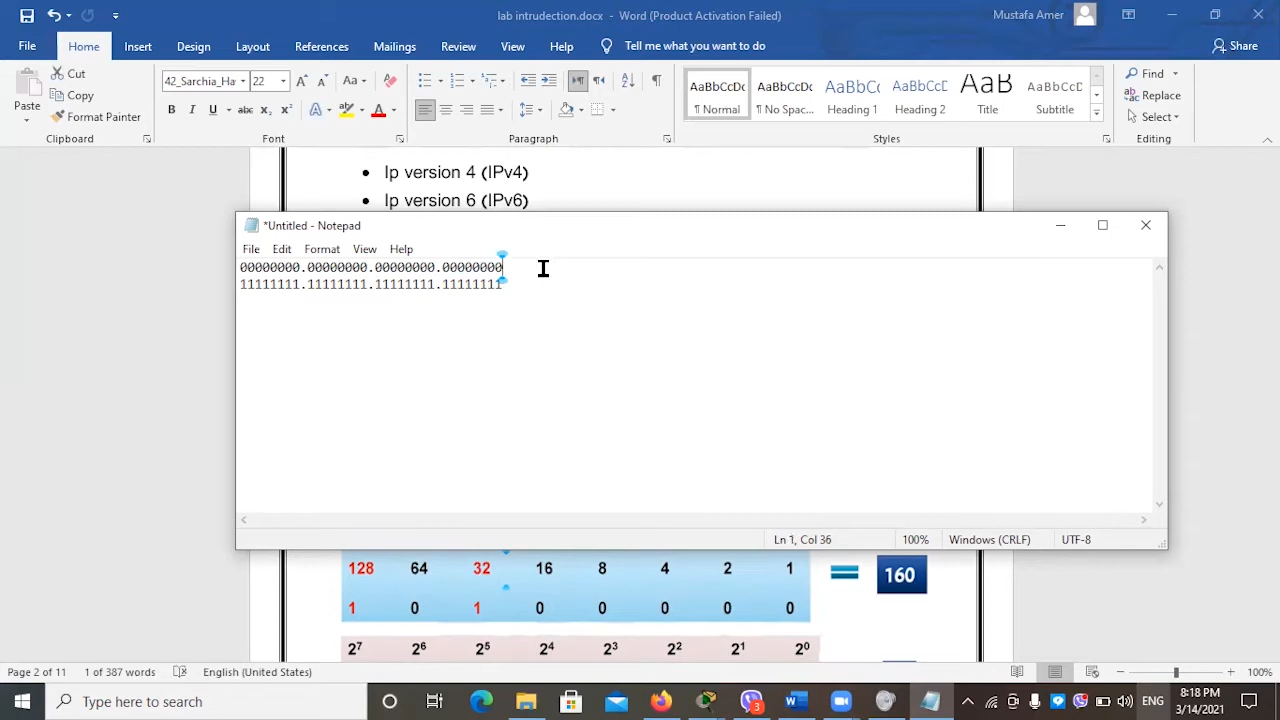 lab intrudection.docx - Word (Product Activation Failed)
Mustafa Amer
File Home Insert Design Layout References Mailings Review View Help Tell me what you want to do Share
Paste
Cut
Copy
Format Painter
Clipboard
42_Sarchia_Ha 22
Font
Paragraph
AaBbCcDc AaBbCcDc AaBbCc AaBbCcD AaB AaBbCcD
¶ Normal ¶ No Spac... Heading 1 Heading 2 Title Subtitle
Styles
Find
Replace
Select
Editing
• Ip version 4 (IPv4)
• Ip version 6 (IPv6)
*Untitled - Notepad
File Edit Format View Help
00000000.00000000.00000000.00000000
11111111.11111111.11111111.11111111
Ln 1, Col 36 100% Windows (CRLF) UTF-8
128 64 32 16 8 4 2 1 = 160
1 0 1 0 0 0 0 0
2⁷ 2⁶ 2⁵ 2⁴ 2³ 2² 2¹ 2⁰
Page 2 of 11 1 of 387 words English (United States) 100%
Type here to search
3
ENG
8:18 PM
3/14/2021